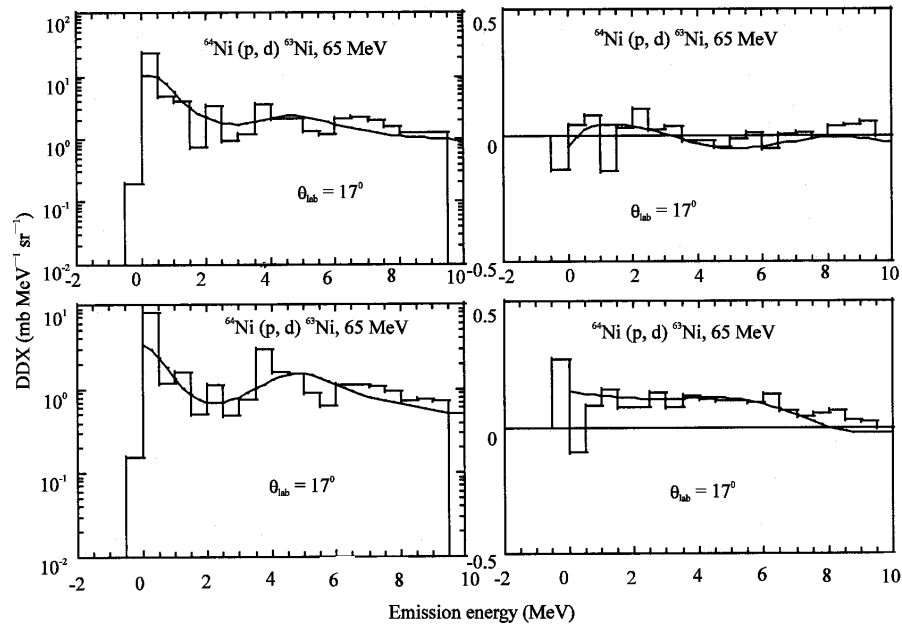 DDX (mb MeV⁻¹ sr⁻¹)
10²
10¹
10⁰
10⁻¹
10⁻²
⁶⁴Ni (p, d) ⁶³Ni, 65 MeV
θlab = 17⁰
-2 0 2 4 6 8 10
0.5
0
-0.5
⁶⁴Ni (p, d) ⁶³Ni, 65 MeV
θlab = 17⁰
0 2 4 6 8 10
10¹
10⁰
10⁻¹
10⁻²
⁶⁴Ni (p, d) ⁶³Ni, 65 MeV
θlab = 17⁰
-2 0 2 4 6 8 10
0.5
0
-0.5
⁶⁴Ni (p, d) ⁶³Ni, 65 MeV
θlab = 17⁰
-2 0 2 4 6 8 10
Emission energy (MeV)